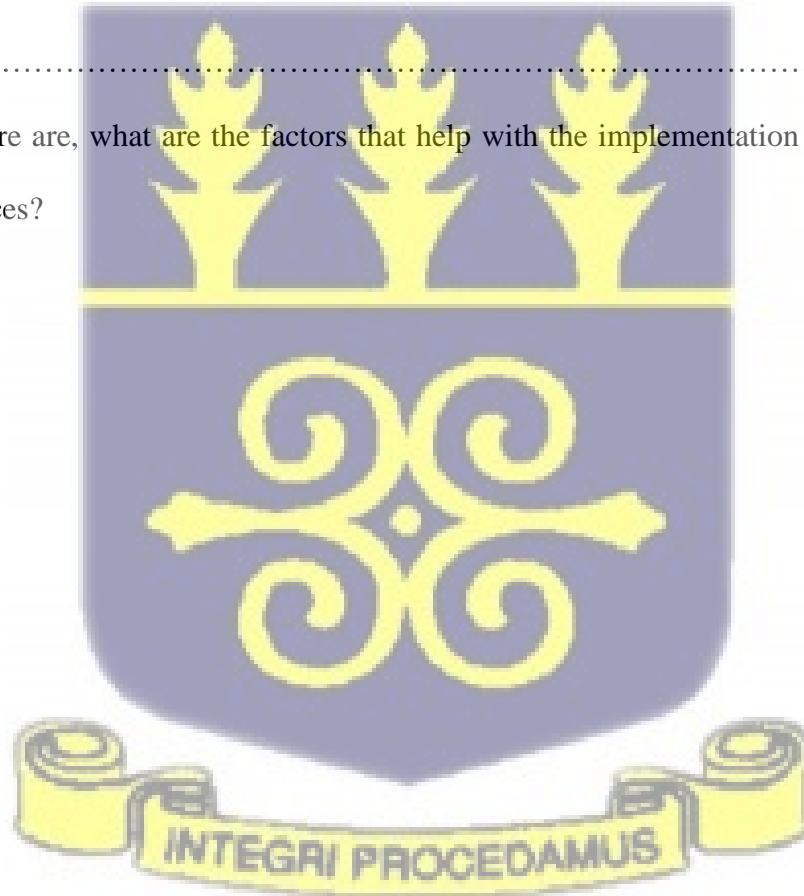 ................................................................................
re are, what are the factors that help with the implementation
ces?
INTEGRI PROCEDAMUS